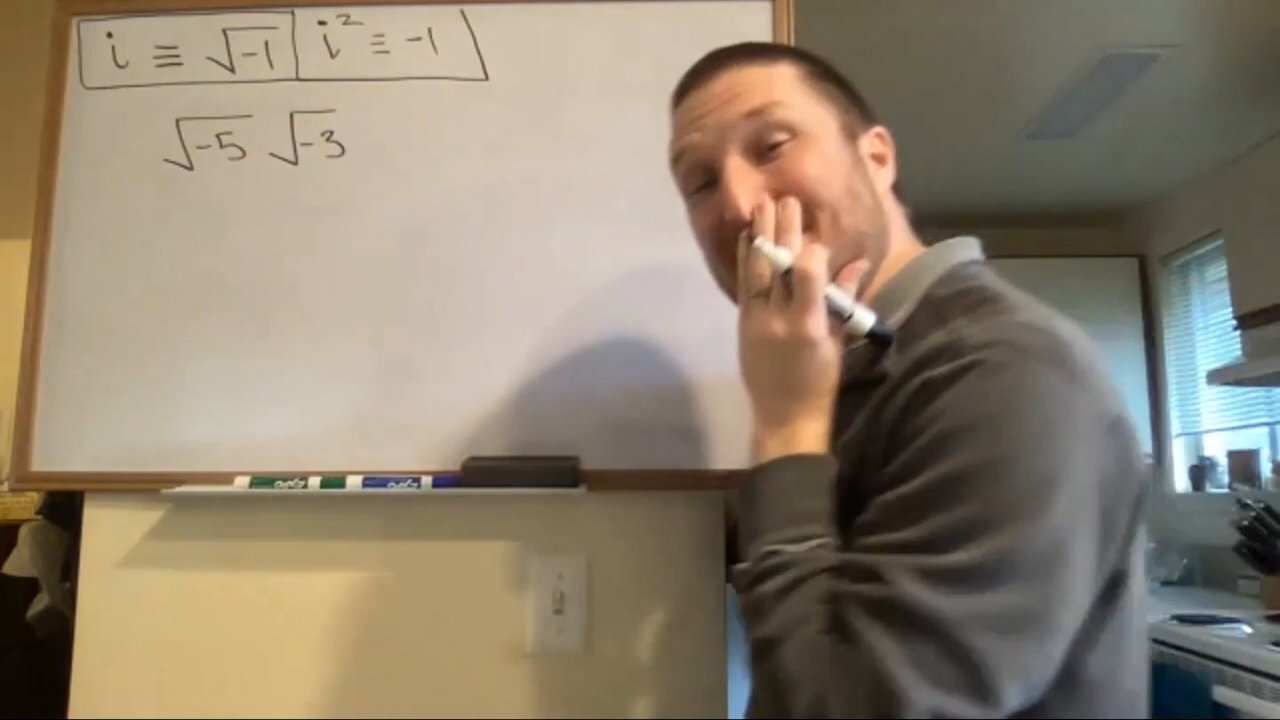 i ≡ √-1 i² ≡ -1
√-5 √-3